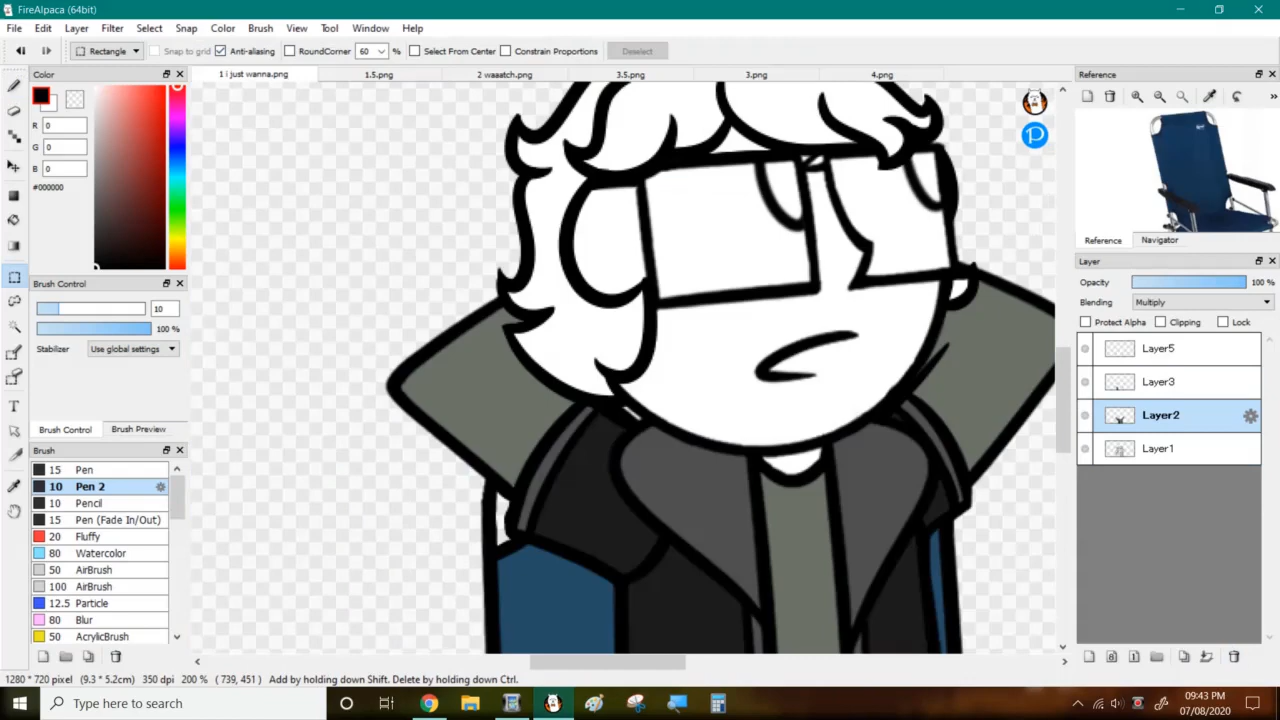 FireAlpaca (64bit)
File Edit Layer Filter Select Snap Color Brush View Tool Window Help
Rectangle Snap to grid Anti-aliasing RoundCorner 60 % Select From Center Constrain Proportions Deselect
Color
1 i just wanna.png 1.5.png 2 waaatch.png 3.5.png 3.png 4.png
Reference
R 0
G 0
B 0
#000000
Reference Navigator
Layer
Brush Control
Opacity 100 %
10
Blending Multiply
100 %
Protect Alpha Clipping Lock
Stabilizer Use global settings
Layer5
Layer3
Layer2
Layer1
Brush Control Brush Preview
Brush
15 Pen
10 Pen 2
10 Pencil
15 Pen (Fade In/Out)
20 Fluffy
80 Watercolor
50 AirBrush
100 AirBrush
12.5 Particle
80 Blur
50 AcrylicBrush
1280 * 720 pixel (9.3 * 5.2cm) 350 dpi 200 % ( 739, 451 ) Add by holding down Shift. Delete by holding down Ctrl.
Type here to search
09:43 PM
07/08/2020